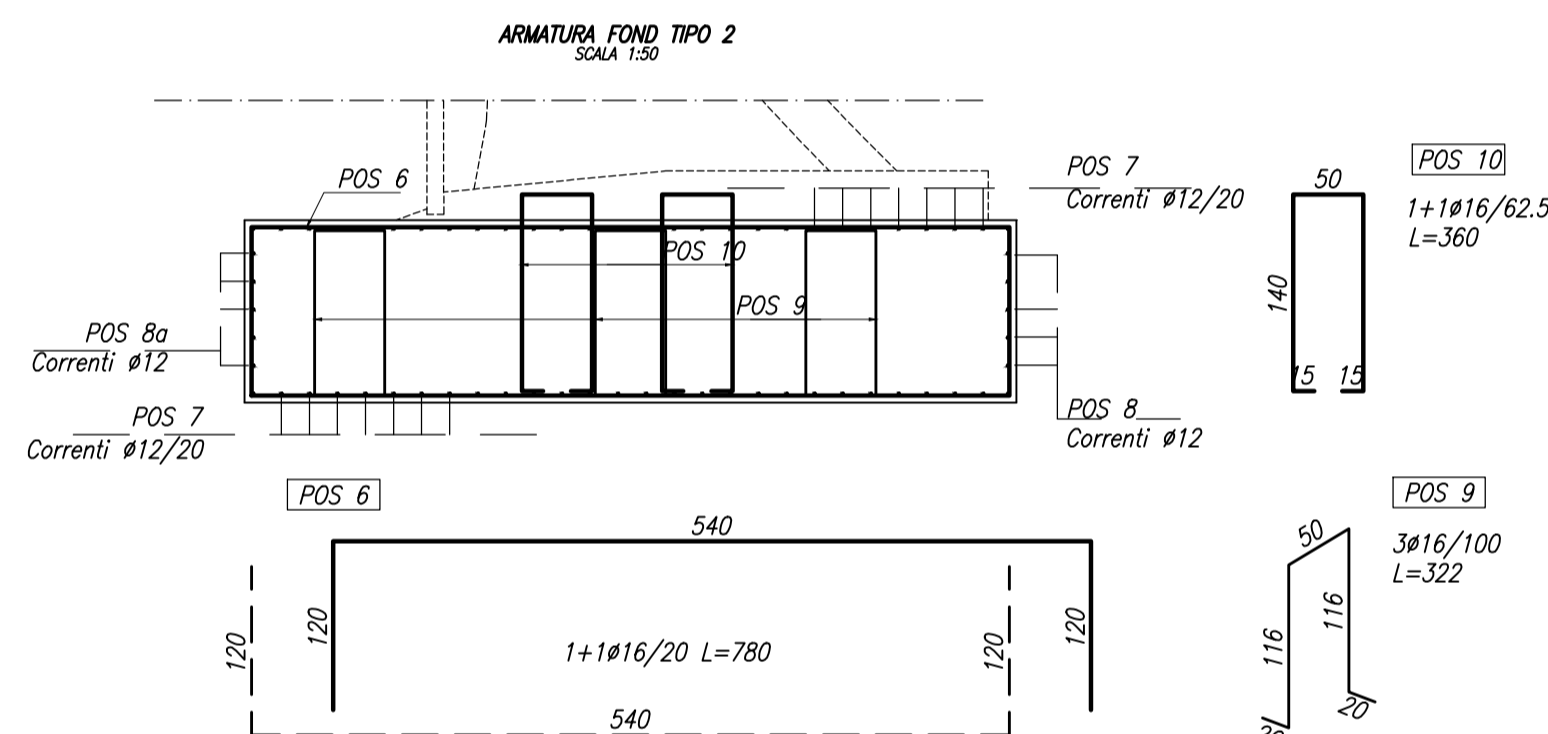 ARMATURA FOND TIPO 2
SCALA 1:50
POS 6
POS 7
Correnti ø12/20
POS 10
50
1+1ø16/62.5
L=360
140
15 15
POS 10
POS 9
POS 8a
Correnti ø12
POS 7
Correnti ø12/20
POS 8
Correnti ø12
POS 6
540
120
120
1+1ø16/20 L=780
120
120
540
POS 9
3ø16/100
L=322
50
116
116
20
20